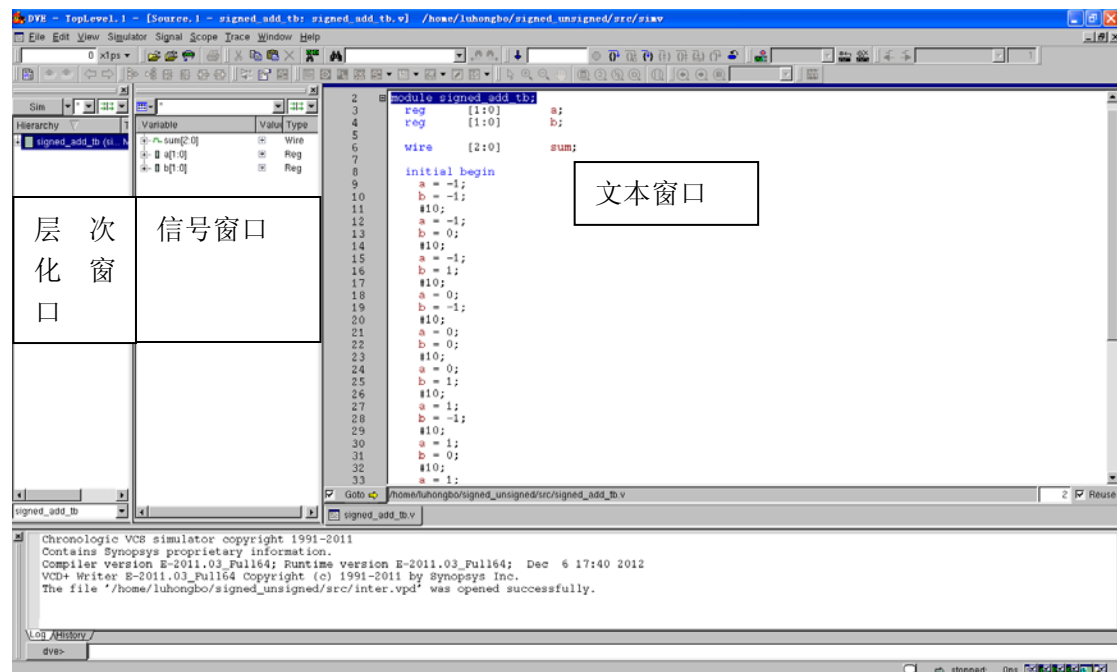 DVE - TopLevel.1 - [Source.1 - signed_add_tb: signed_add_tb.v] /home/luhongbo/signed_unsigned/src/simv
File Edit View Simulator Signal Scope Trace Window Help
0 x1ps
Sim
Hierarchy
Variable Value Type
signed_add_tb (si...
sum[2:0] Wire
a[1:0] Reg
b[1:0] Reg
层次
化窗
口
信号窗口
文本窗口
2 module signed_add_tb;
3 reg [1:0] a;
4 reg [1:0] b;
5
6 wire [2:0] sum;
7
8 initial begin
9 a = -1;
10 b = -1;
11 #10;
12 a = -1;
13 b = 0;
14 #10;
15 a = -1;
16 b = 1;
17 #10;
18 a = 0;
19 b = -1;
20 #10;
21 a = 0;
22 b = 0;
23 #10;
24 a = 0;
25 b = 1;
26 #10;
27 a = 1;
28 b = -1;
29 #10;
30 a = 1;
31 b = 0;
32 #10;
33 a = 1;
Goto /home/luhongbo/signed_unsigned/src/signed_add_tb.v 2 Reuse
signed_add_tb
signed_add_tb.v
Chronologic VCS simulator copyright 1991-2011
Contains Synopsys proprietary information.
Compiler version E-2011.03_Full64; Runtime version E-2011.03_Full64; Dec 6 17:40 2012
VCD+ Writer E-2011.03_Full64 Copyright (c) 1991-2011 by Synopsys Inc.
The file '/home/luhongbo/signed_unsigned/src/inter.vpd' was opened successfully.
Log History
dve>
stopped: 0ps